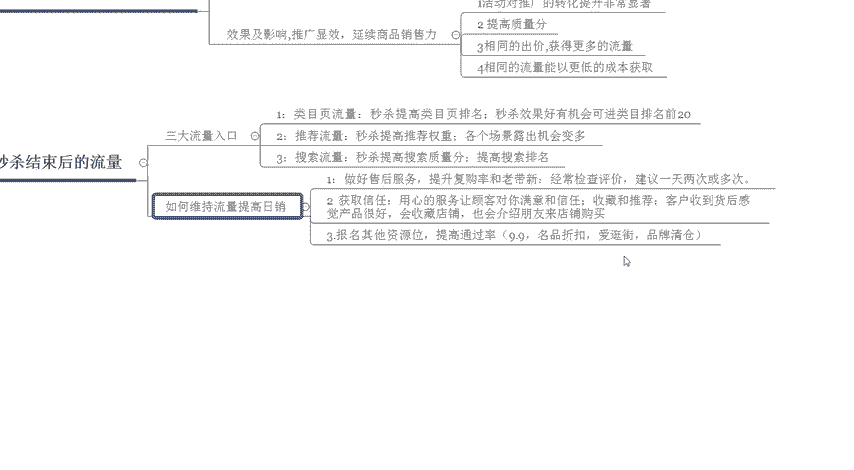 1活动对推广的转化提升非常显著
效果及影响,推广显效，延续商品销售力
2 提高质量分
3相同的出价,获得更多的流量
4相同的流量能以更低的成本获取
秒杀结束后的流量
三大流量入口
1：类目页流量：秒杀提高类目页排名；秒杀效果好有机会可进类目排名前20
2：推荐流量：秒杀提高推荐权重；各个场景露出机会变多
3：搜索流量：秒杀提高搜索质量分；提高搜索排名
如何维持流量提高日销
1：做好售后服务，提升复购率和老带新：经常检查评价，建议一天两次或多次。
2 获取信任：用心的服务让顾客对你满意和信任；收藏和推荐；客户收到货后感
觉产品很好，会收藏店铺，也会介绍朋友来店铺购买
3.报名其他资源位，提高通过率（9.9，名品折扣，爱逛街，品牌清仓）